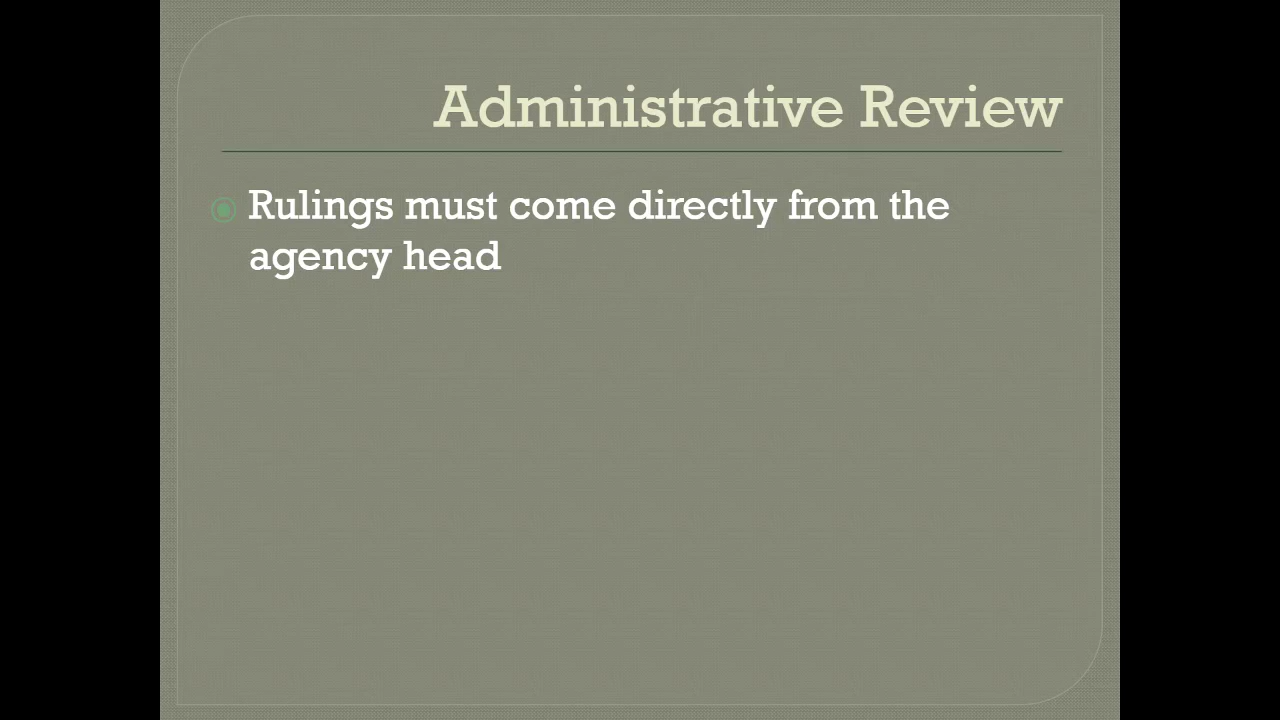 Administrative Review
Rulings must come directly from the
agency head